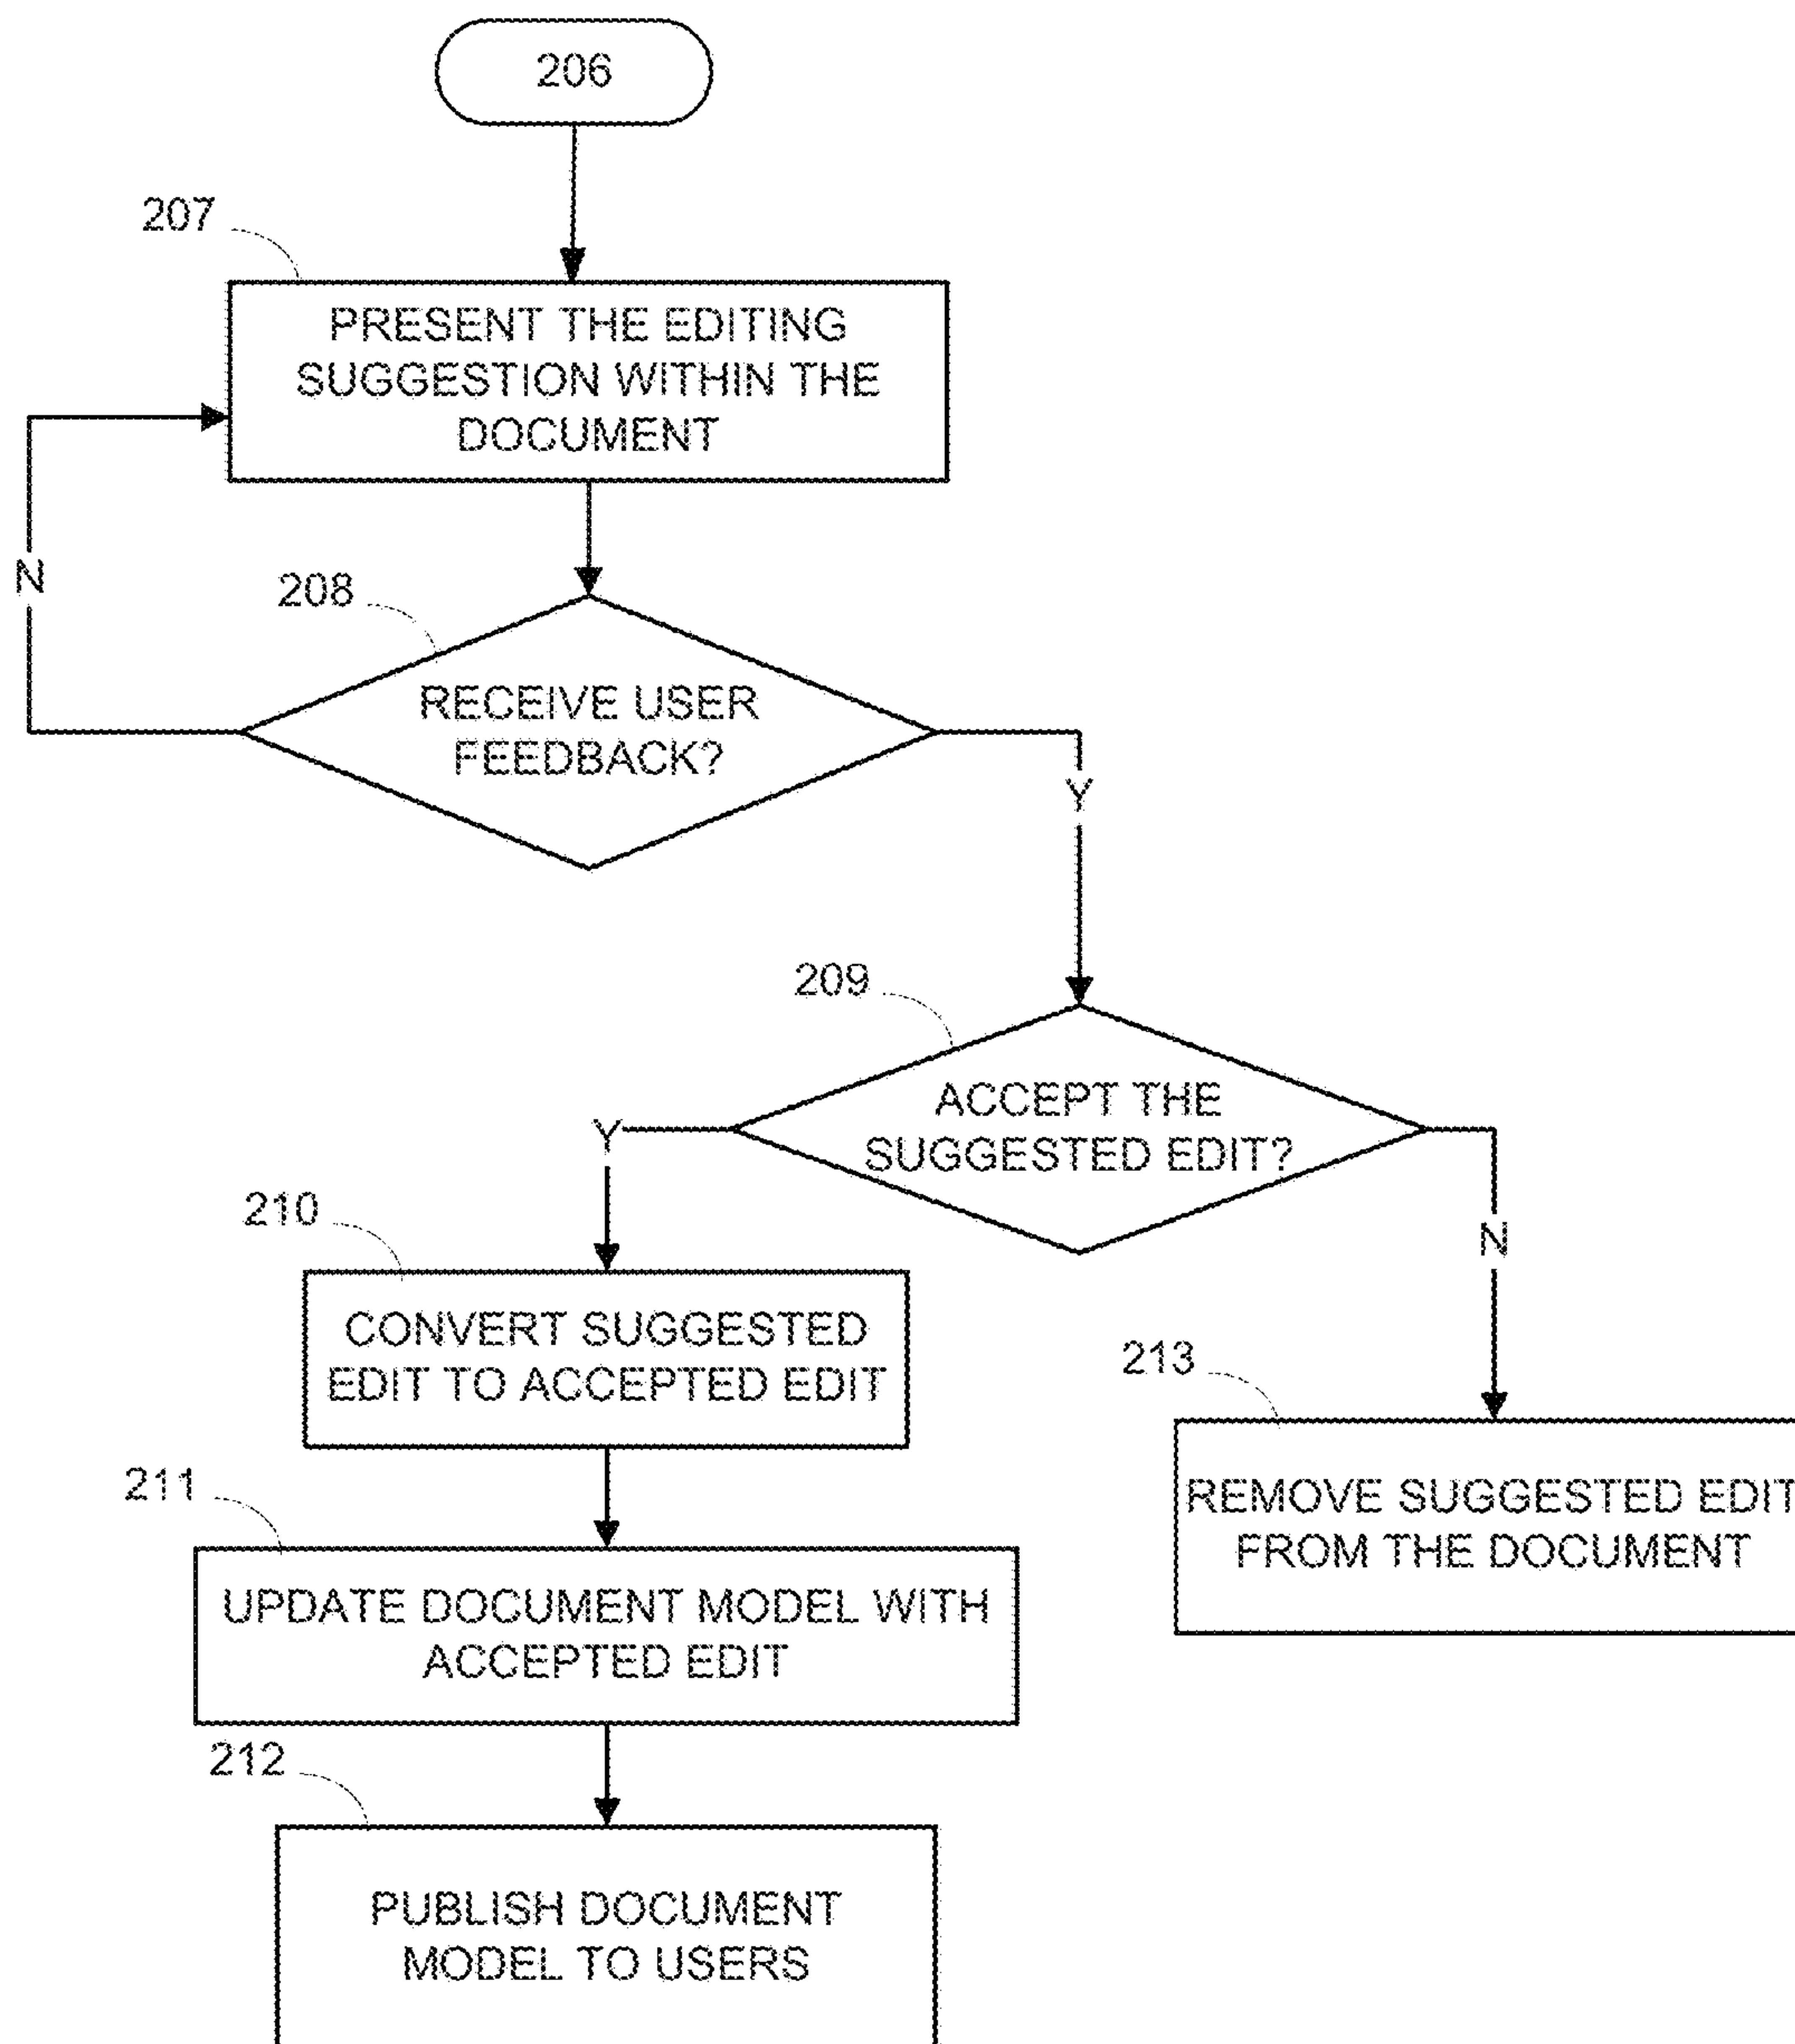 206
207
PRESENT THE EDITING
SUGGESTION WITHIN THE
DOCUMENT
N
208
RECEIVE USER
FEEDBACK?
Y
209
ACCEPT THE
SUGGESTED EDIT?
Y
N
210
CONVERT SUGGESTED
EDIT TO ACCEPTED EDIT
213
REMOVE SUGGESTED EDIT
FROM THE DOCUMENT
211
UPDATE DOCUMENT MODEL WITH
ACCEPTED EDIT
212
PUBLISH DOCUMENT
MODEL TO USERS